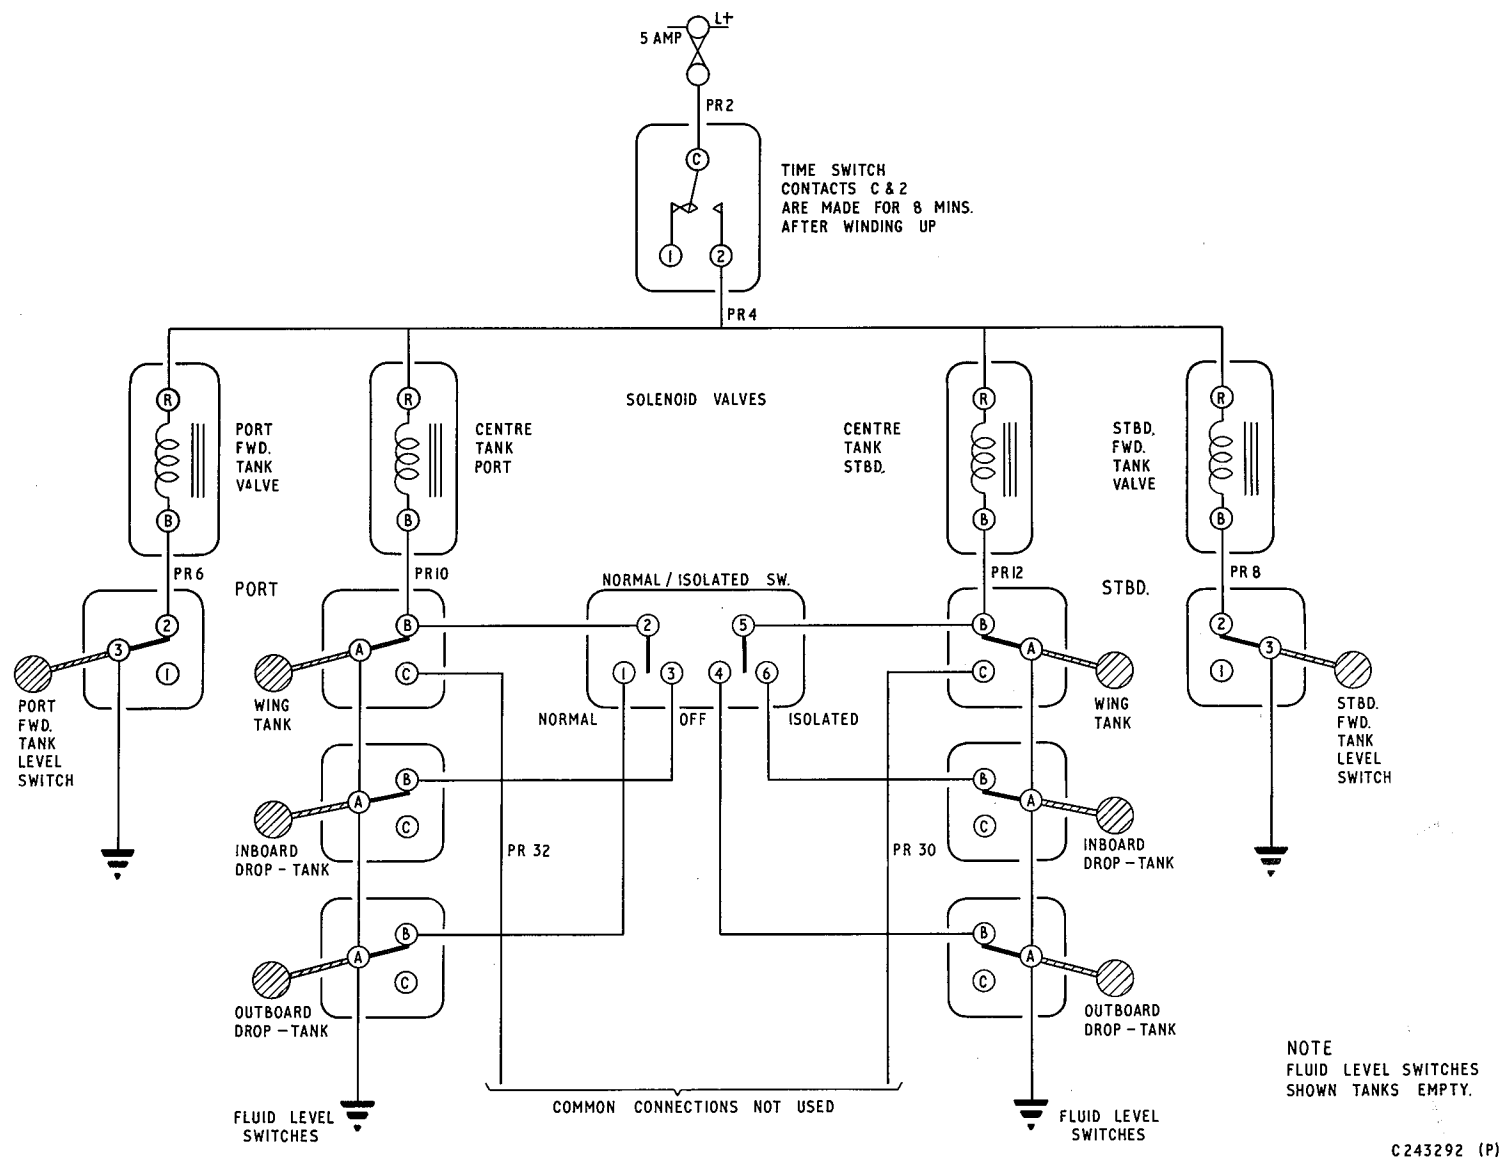 L+
5 AMP
PR2
C
TIME SWITCH
CONTACTS C & 2
ARE MADE FOR 8 MINS.
AFTER WINDING UP
1 2
PR4
R R R R
SOLENOID VALVES
PORT
FWD.
TANK
VALVE
CENTRE
TANK
PORT
CENTRE
TANK
STBD.
STBD.
FWD.
TANK
VALVE
B B B B
PR6 PR10 PR12 PR8
PORT
NORMAL / ISOLATED SW.
STBD.
2 B 2 5 B 2
3 A A 3
1 C 1 3 4 6 C 1
PORT
FWD.
TANK
LEVEL
SWITCH
WING
TANK
NORMAL OFF ISOLATED
WING
TANK
STBD.
FWD.
TANK
LEVEL
SWITCH
B B
A A
C C
INBOARD
DROP – TANK
PR 32
PR 30
INBOARD
DROP – TANK
B B
A A
C C
OUTBOARD
DROP – TANK
OUTBOARD
DROP – TANK
FLUID LEVEL
SWITCHES
COMMON CONNECTIONS NOT USED
FLUID LEVEL
SWITCHES
NOTE
FLUID LEVEL SWITCHES
SHOWN TANKS EMPTY.
C243292 (P)